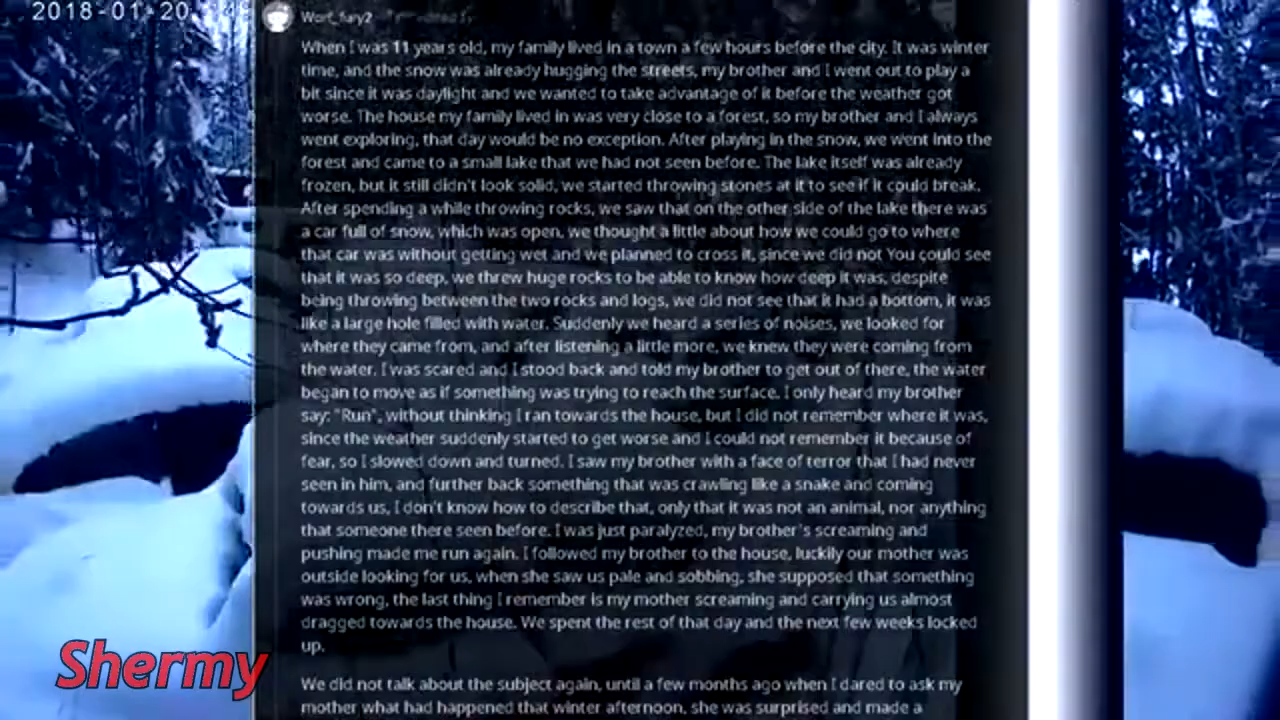 2018-01-20
Wort_fury2
When I was 11 years old, my family lived in a town a few hours before the city. It was winter
time, and the snow was already hugging the streets, my brother and I went out to play a
bit since it was daylight and we wanted to take advantage of it before the weather got
worse. The house my family lived in was very close to a forest, so my brother and I always
went exploring, that day would be no exception. After playing in the snow, we went into the
forest and came to a small lake that we had not seen before. The lake itself was already
frozen, but it still didn't look solid, we started throwing stones at it to see if it could break.
After spending a while throwing rocks, we saw that on the other side of the lake there was
a car full of snow, which was open, we thought a little about how we could go to where
that car was without getting wet and we planned to cross it, since we did not You could see
that it was so deep, we threw huge rocks to be able to know how deep it was, despite
being throwing between the two rocks and logs, we did not see that it had a bottom, it was
like a large hole filled with water. Suddenly we heard a series of noises, we looked for
where they came from, and after listening a little more, we knew they were coming from
the water. I was scared and I stood back and told my brother to get out of there, the water
began to move as if something was trying to reach the surface. I only heard my brother
say: "Run", without thinking I ran towards the house, but I did not remember where it was,
since the weather suddenly started to get worse and I could not remember it because of
fear, so I slowed down and turned. I saw my brother with a face of terror that I had never
seen in him, and further back something that was crawling like a snake and coming
towards us, I don't know how to describe that, only that it was not an animal, nor anything
that someone there seen before. I was just paralyzed, my brother's screaming and
pushing made me run again. I followed my brother to the house, luckily our mother was
outside looking for us, when she saw us pale and sobbing, she supposed that something
was wrong, the last thing I remember is my mother screaming and carrying us almost
dragged towards the house. We spent the rest of that day and the next few weeks locked
up.
We did not talk about the subject again, until a few months ago when I dared to ask my
mother what had happened that winter afternoon, she was surprised and made a
Shermy